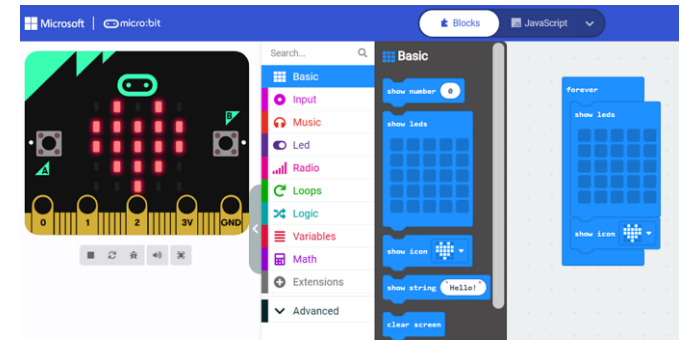 Microsoft | micro:bit
Blocks
JavaScript
B
A
0 1 2 3V GND
Search...
Basic
Input
Music
Led
Radio
Loops
Logic
Variables
Math
Extensions
Advanced
Basic
show number 0
show leds
show icon
show string "Hello!"
clear screen
forever
show leds
show icon